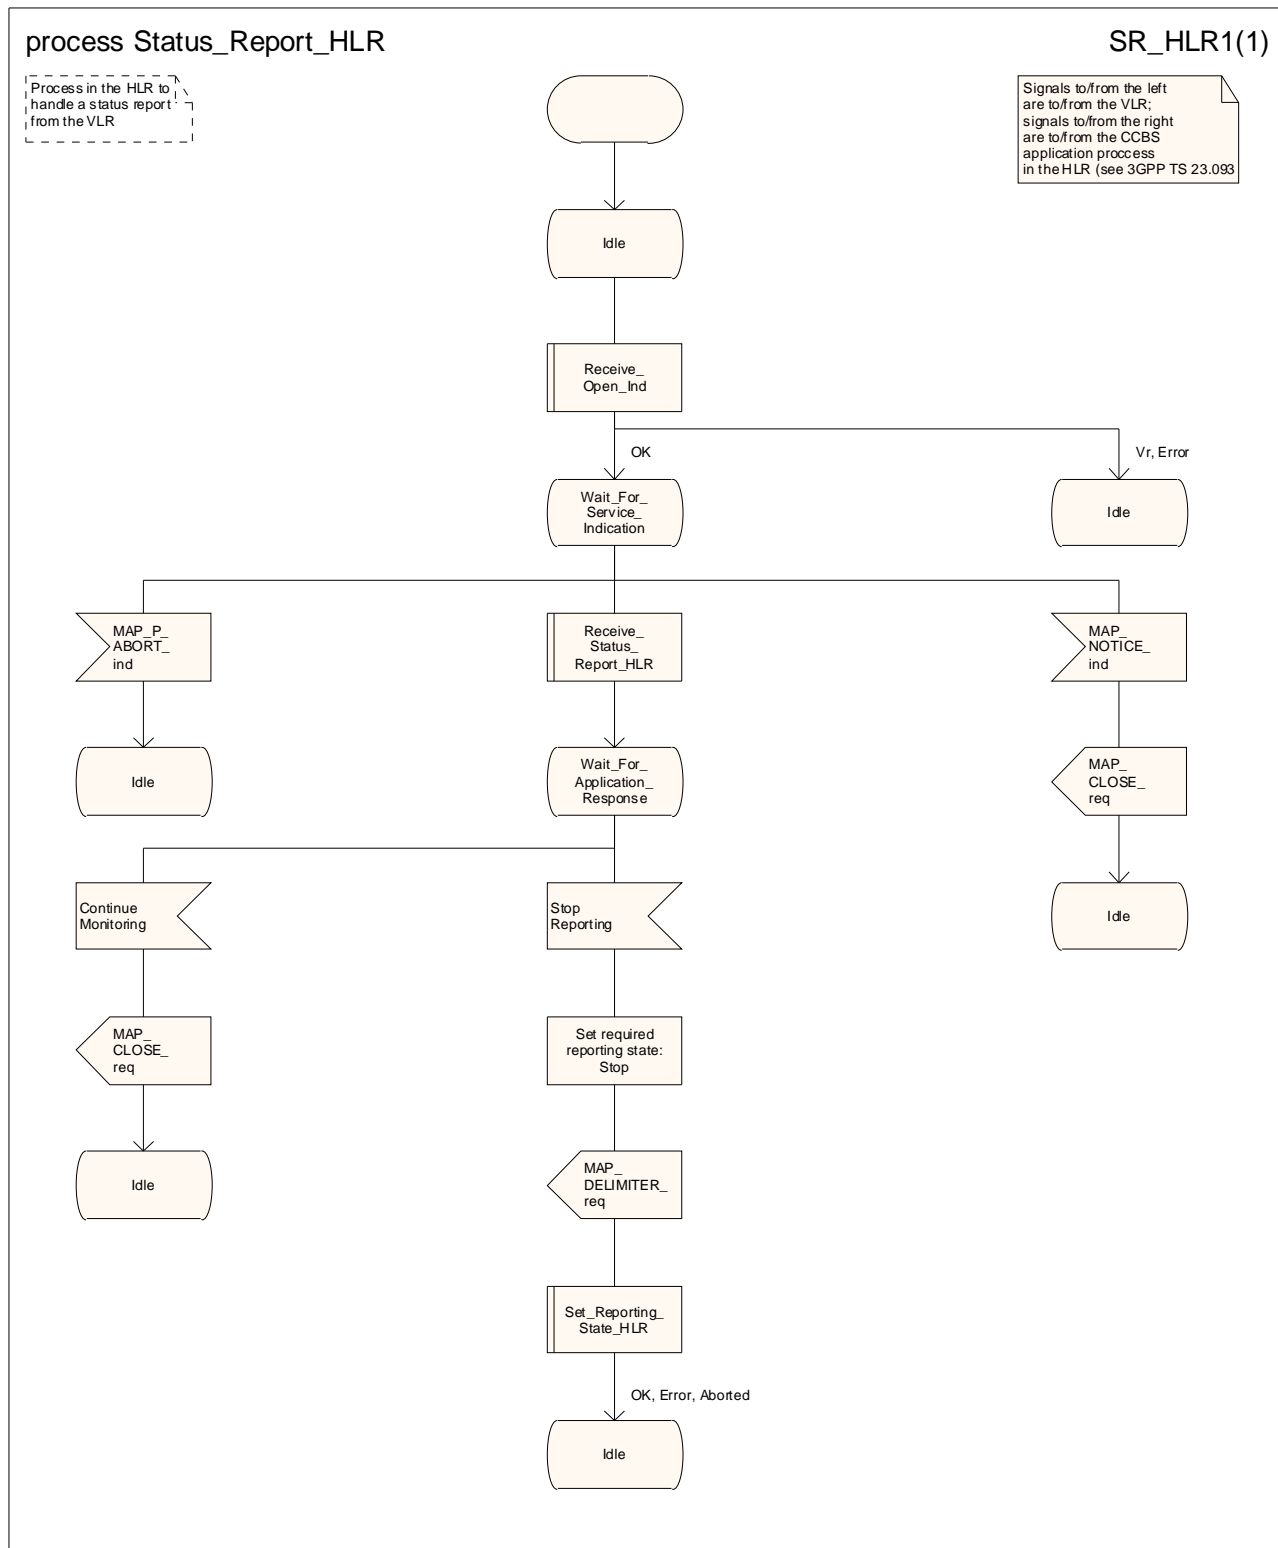 process Status_Report_HLR
SR_HLR1(1)
Process in the HLR to
handle a status report
from the VLR
Signals to/from the left
are to/from the VLR;
signals to/from the right
are to/from the CCBS
application proccess
in the HLR (see 3GPP TS 23.093
Idle
Receive_
Open_Ind
OK
Vr, Error
Wait_For_
Service_
Indication
Idle
MAP_P_
ABORT_
ind
Receive_
Status_
Report_HLR
MAP_
NOTICE_
ind
Idle
Wait_For_
Application_
Response
MAP_
CLOSE_
req
Continue
Monitoring
Stop
Reporting
Idle
MAP_
CLOSE_
req
Set required
reporting state:
Stop
Idle
MAP_
DELIMITER_
req
Set_Reporting_
State_HLR
OK, Error, Aborted
Idle